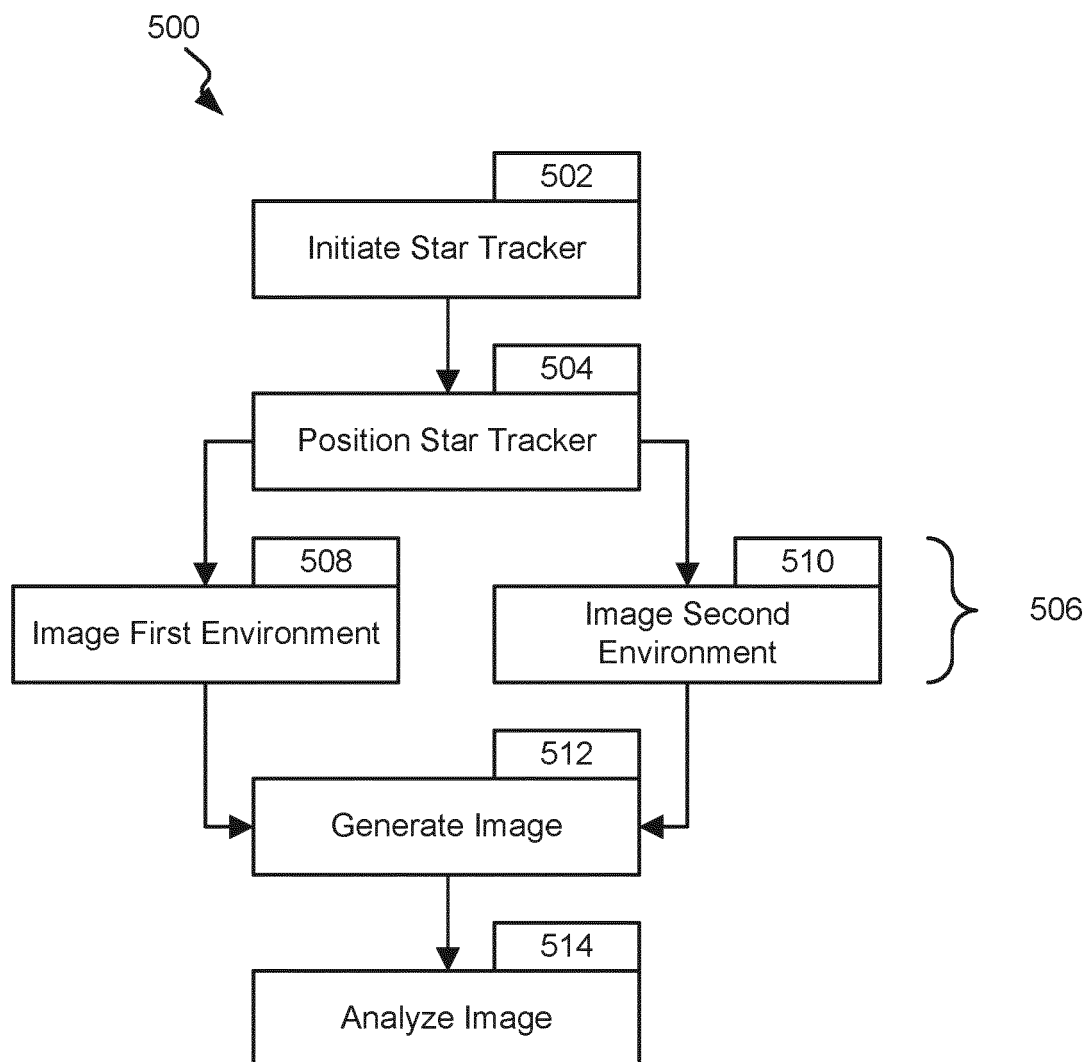 500
502
Initiate Star Tracker
504
Position Star Tracker
508
Image First Environment
510
Image Second
Environment
506
512
Generate Image
514
Analyze Image